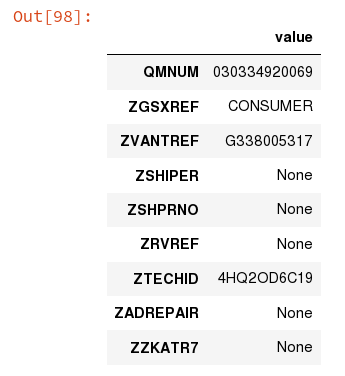 Out[98]:
value
QMNUM 030334920069
ZGSXREF CONSUMER
ZVANTREF G338005317
ZSHIPER None
ZSHPRNO None
ZRVREF None
ZTECHID 4HQ2OD6C19
ZADREPAIR None
ZZKATR7 None